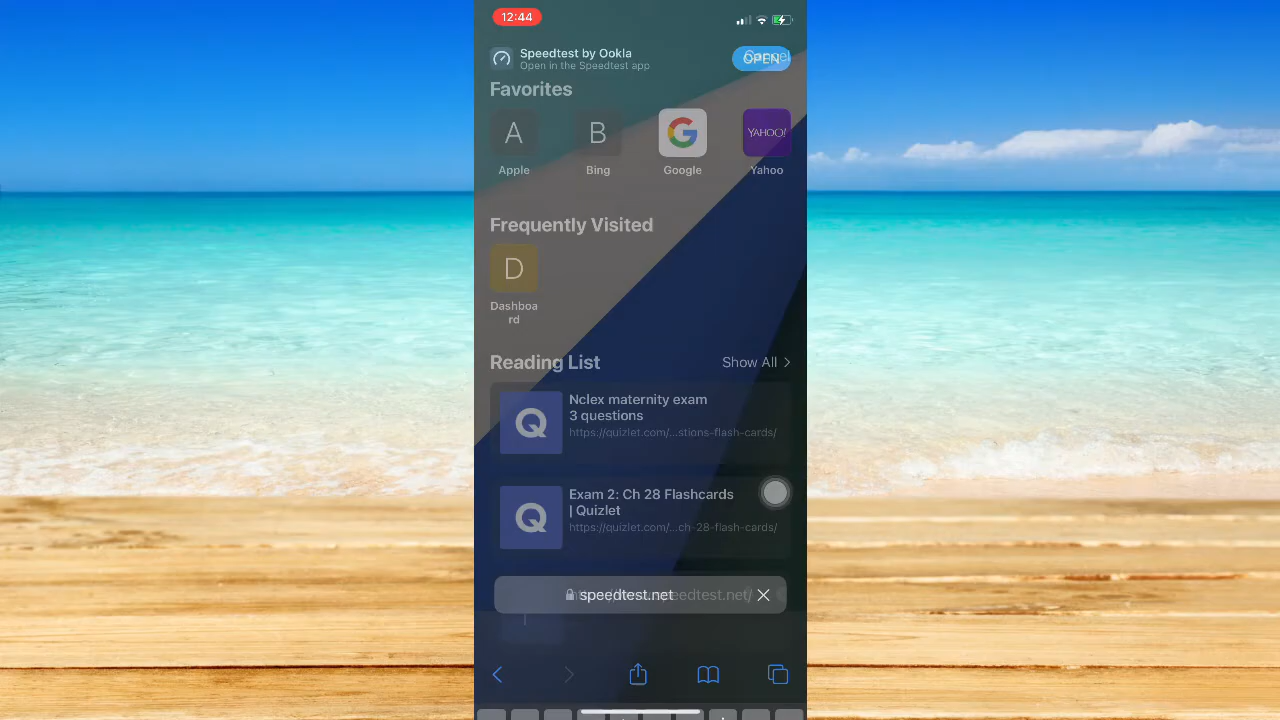 12:44
Speedtest by Ookla
Open in the Speedtest app
OPEN
Cancel
Favorites
A
B
G
YAHOO!
Apple
Bing
Google
Yahoo
Frequently Visited
D
Dashboa
rd
Reading List
Show All
Q
Nclex maternity exam
3 questions
https://quizlet.com/...stions-flash-cards/
Q
Exam 2: Ch 28 Flashcards
| Quizlet
https://quizlet.com/...ch-28-flash-cards/
speedtest.net